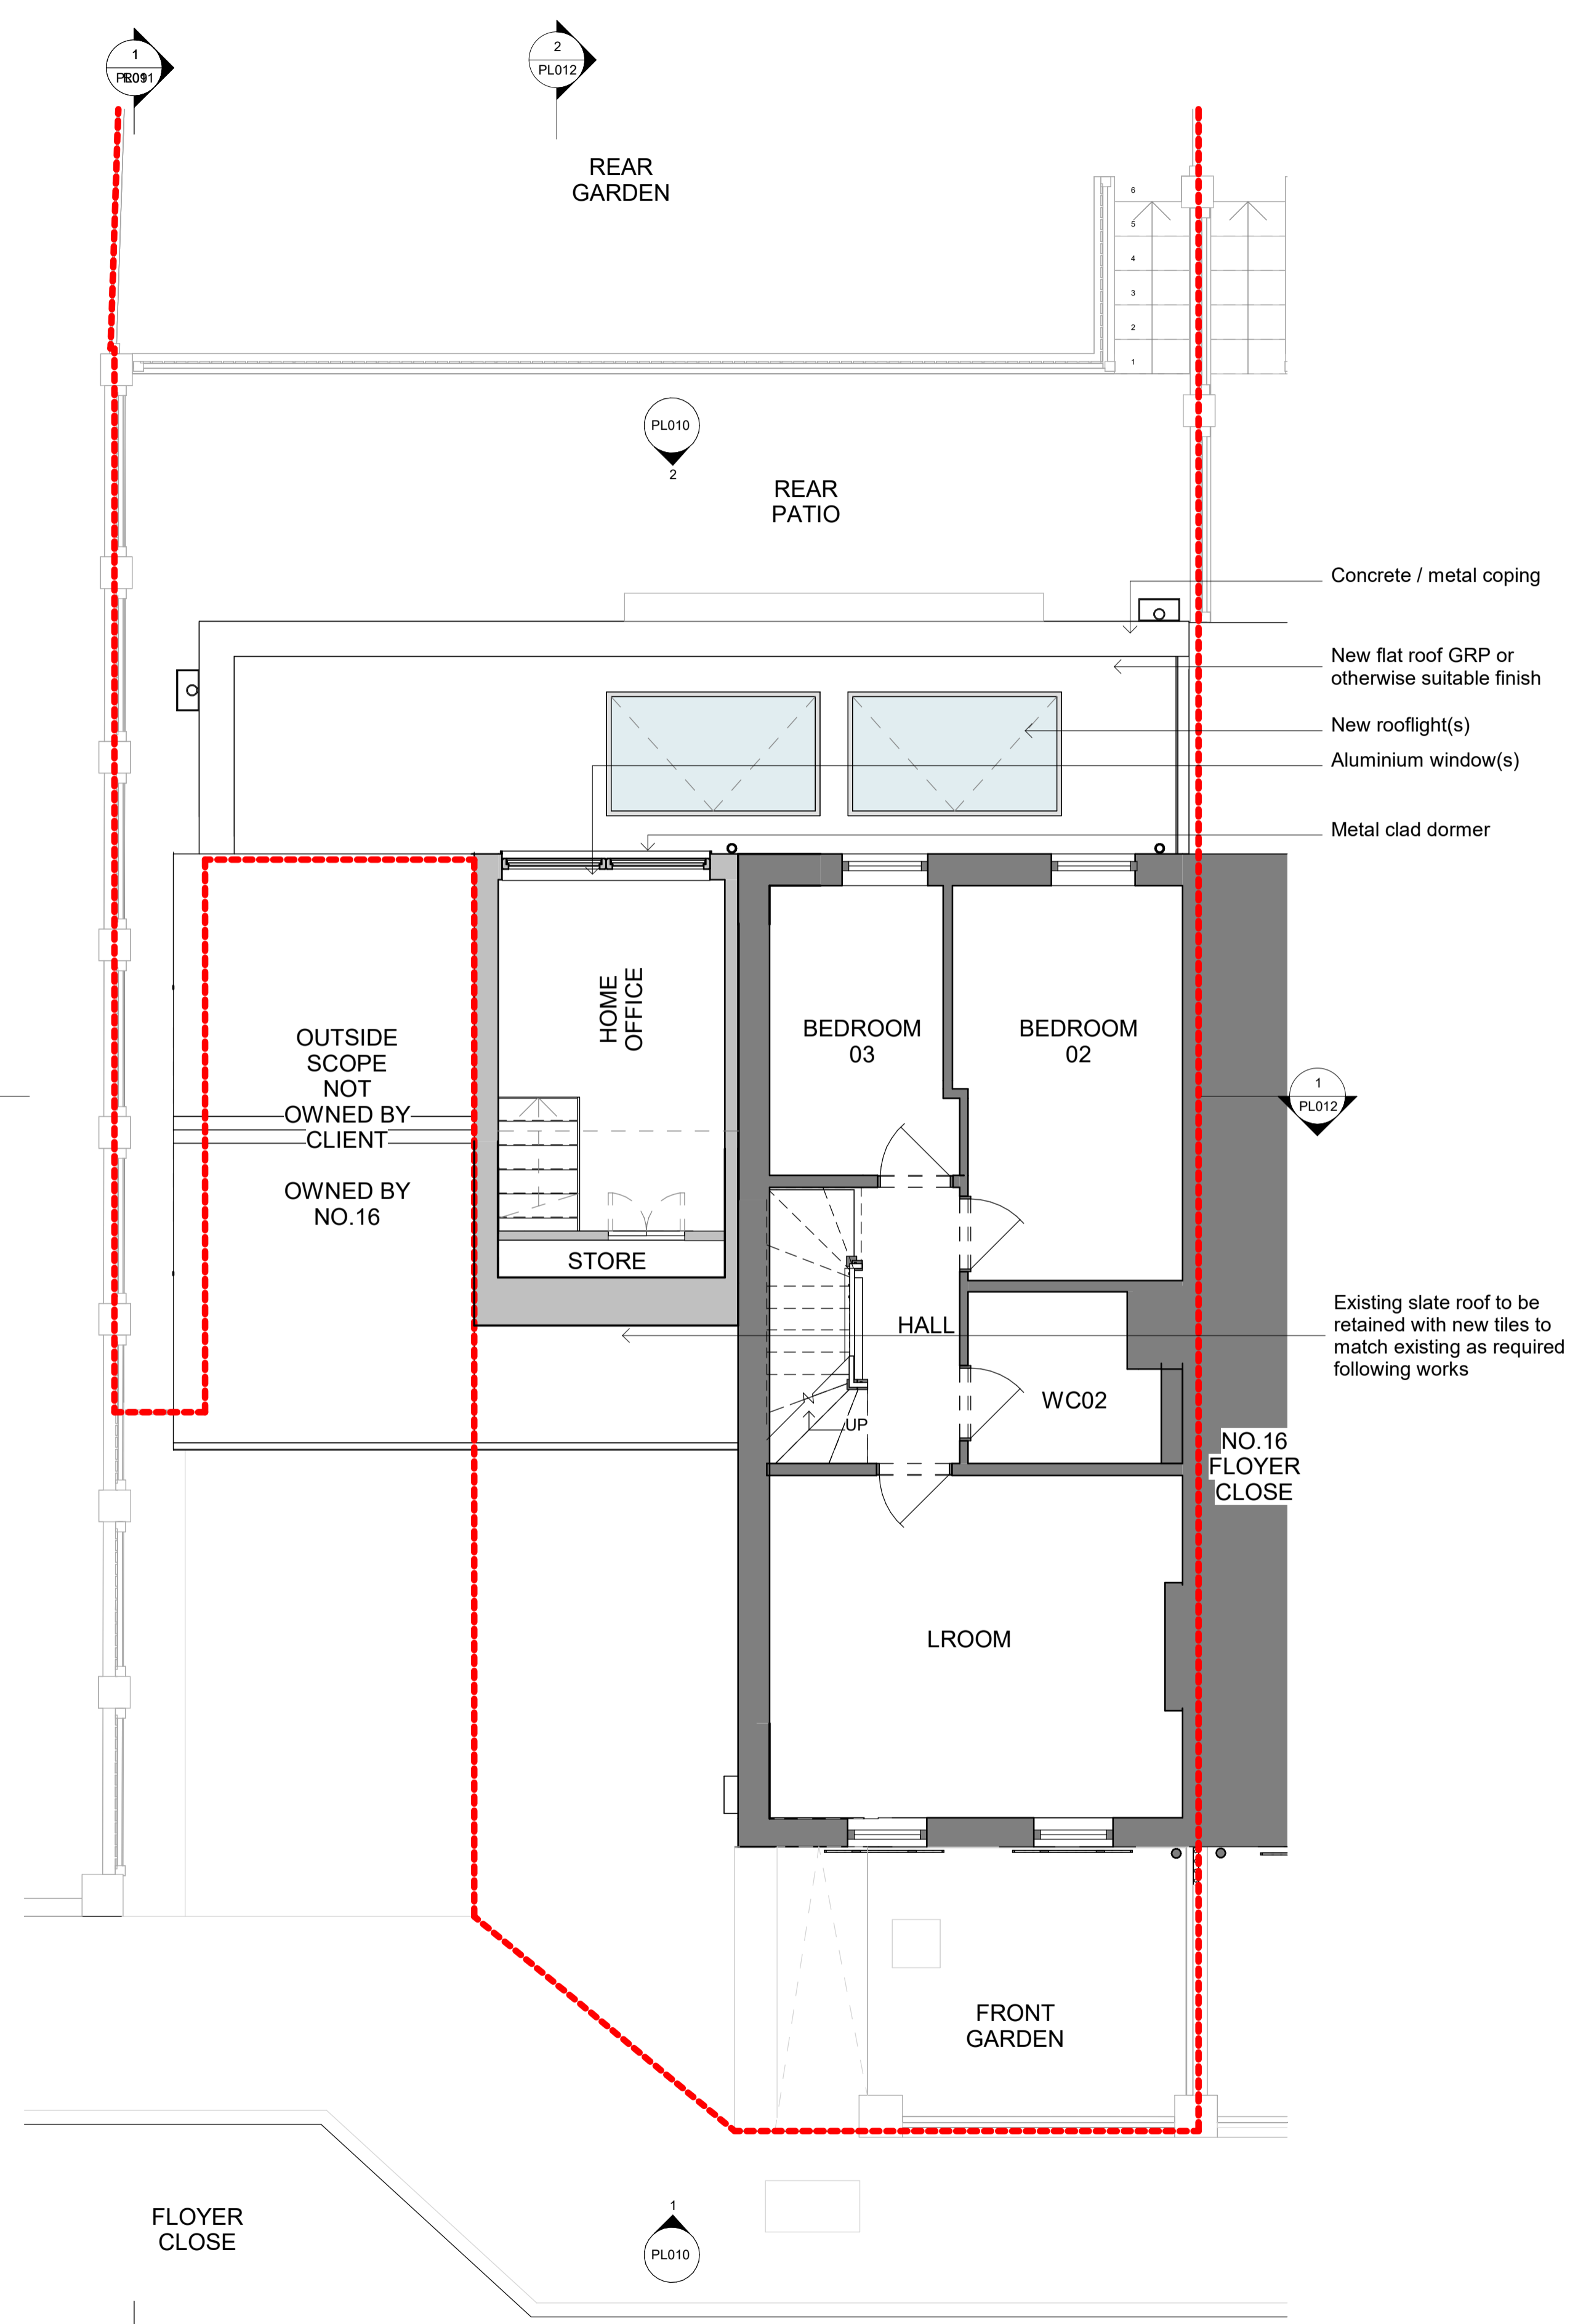 1
2
PL012
REAR
GARDEN
6
5
4
3
2
1
PL010
2
REAR
PATIO
Concrete / metal coping
New flat roof GRP or
otherwise suitable finish
New rooflight(s)
Aluminium window(s)
Metal clad dormer
HOME
OFFICE
BEDROOM
03
BEDROOM
02
OUTSIDE
SCOPE
NOT
OWNED BY
CLIENT
OWNED BY
NO.16
1
PL012
STORE
HALL
Existing slate roof to be
retained with new tiles to
match existing as required
following works
WC02
UP
NO.16
FLOYER
CLOSE
LROOM
FRONT
GARDEN
FLOYER
CLOSE
1
PL010